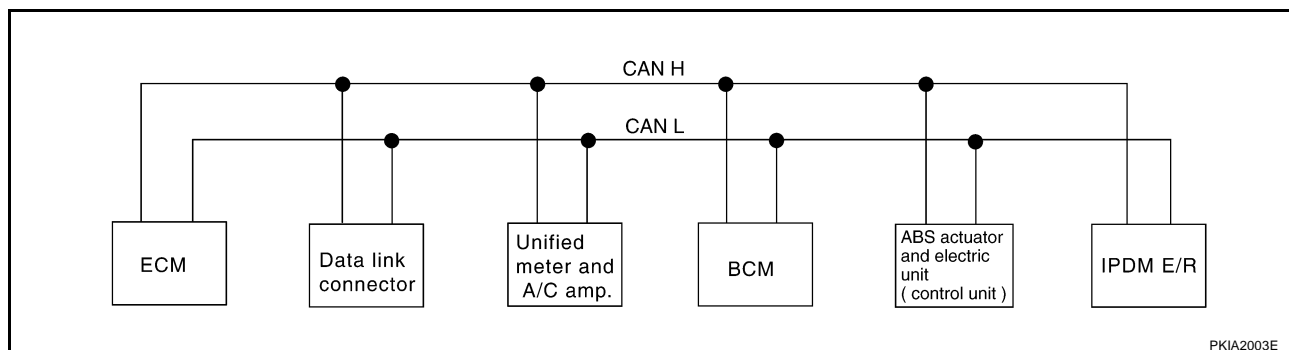 CAN H
CAN L
ECM
Data link
connector
Unified
meter and
A/C amp.
BCM
ABS actuator
and electric
unit
( control unit )
IPDM E/R
PKIA2003E